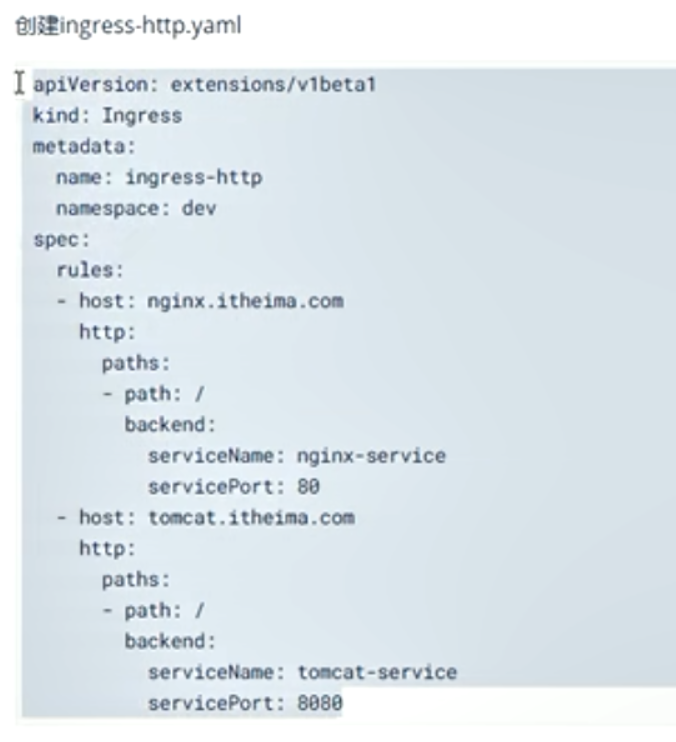 创建ingress-http.yaml
apiVersion: extensions/v1beta1
kind: Ingress
metadata:
  name: ingress-http
  namespace: dev
spec:
  rules:
  - host: nginx.itheima.com
    http:
      paths:
      - path: /
        backend:
          serviceName: nginx-service
          servicePort: 80
  - host: tomcat.itheima.com
    http:
      paths:
      - path: /
        backend:
          serviceName: tomcat-service
          servicePort: 8080